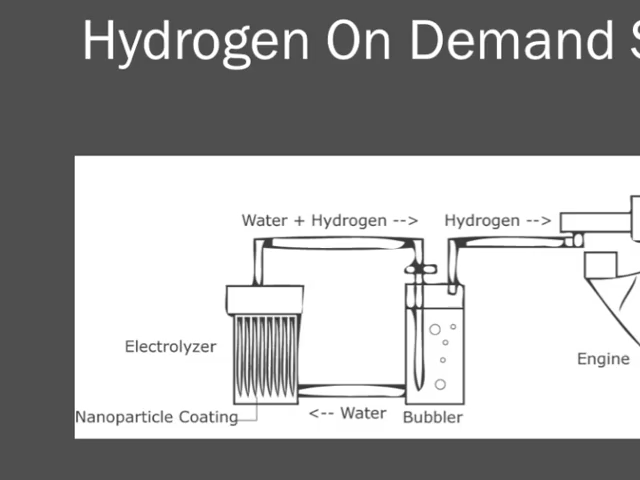 Hydrogen On Demand S
Water + Hydrogen --> Hydrogen -->
Electrolyzer
Engine
Nanoparticle Coating
<-- Water
Bubbler